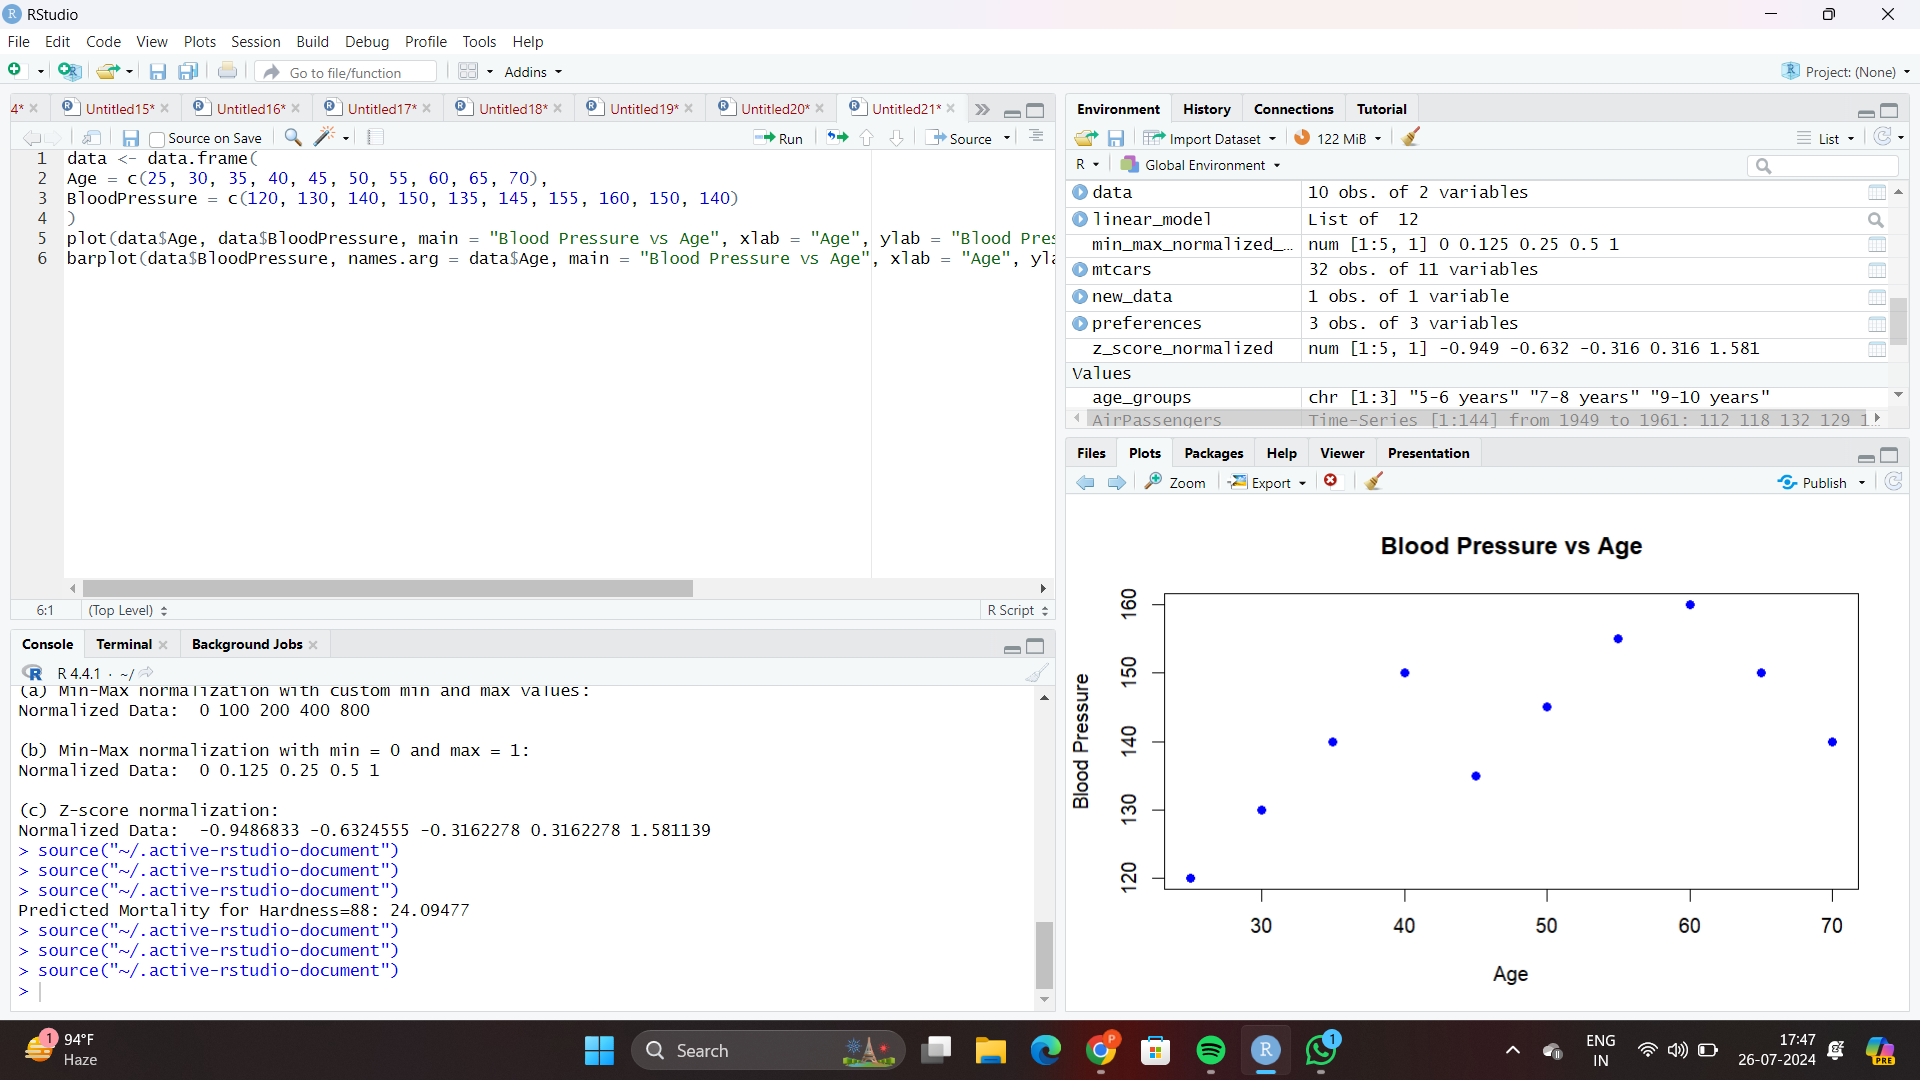 RStudio
File Edit Code View Plots Session Build Debug Profile Tools Help
Go to file/function Addins Project: (None)
4* Untitled15* Untitled16* Untitled17* Untitled18* Untitled19* Untitled20* Untitled21*
Source on Save Run Source
1 data <- data.frame(
2 Age = c(25, 30, 35, 40, 45, 50, 55, 60, 65, 70),
3 BloodPressure = c(120, 130, 140, 150, 135, 145, 155, 160, 150, 140)
4 )
5 plot(data$Age, data$BloodPressure, main = "Blood Pressure vs Age", xlab = "Age", ylab = "Blood Pres
6 barplot(data$BloodPressure, names.arg = data$Age, main = "Blood Pressure vs Age", xlab = "Age", yla
6:1 (Top Level) R Script
Console Terminal Background Jobs
R 4.4.1 · ~/
(a) Min-Max normalization with custom min and max values:
Normalized Data:  0 100 200 400 800
(b) Min-Max normalization with min = 0 and max = 1:
Normalized Data:  0 0.125 0.25 0.5 1
(c) Z-score normalization:
Normalized Data:  -0.9486833 -0.6324555 -0.3162278 0.3162278 1.581139
> source("~/.active-rstudio-document")
> source("~/.active-rstudio-document")
> source("~/.active-rstudio-document")
Predicted Mortality for Hardness=88: 24.09477
> source("~/.active-rstudio-document")
> source("~/.active-rstudio-document")
> source("~/.active-rstudio-document")
>
Environment History Connections Tutorial
Import Dataset 122 MiB List
R Global Environment
data 10 obs. of 2 variables
linear_model List of  12
min_max_normalized_… num [1:5, 1] 0 0.125 0.25 0.5 1
mtcars 32 obs. of 11 variables
new_data 1 obs. of 1 variable
preferences 3 obs. of 3 variables
z_score_normalized num [1:5, 1] -0.949 -0.632 -0.316 0.316 1.581
Values
age_groups chr [1:3] "5-6 years" "7-8 years" "9-10 years"
AirPassengers Time-Series [1:144] from 1949 to 1961: 112 118 132 129 1…
Files Plots Packages Help Viewer Presentation
Zoom Export Publish
Blood Pressure vs Age
Blood Pressure
160
150
140
130
120
30 40 50 60 70
Age
1 94°F
Haze
Search
P
R
1
ENG
IN
17:47
26-07-2024
PRE